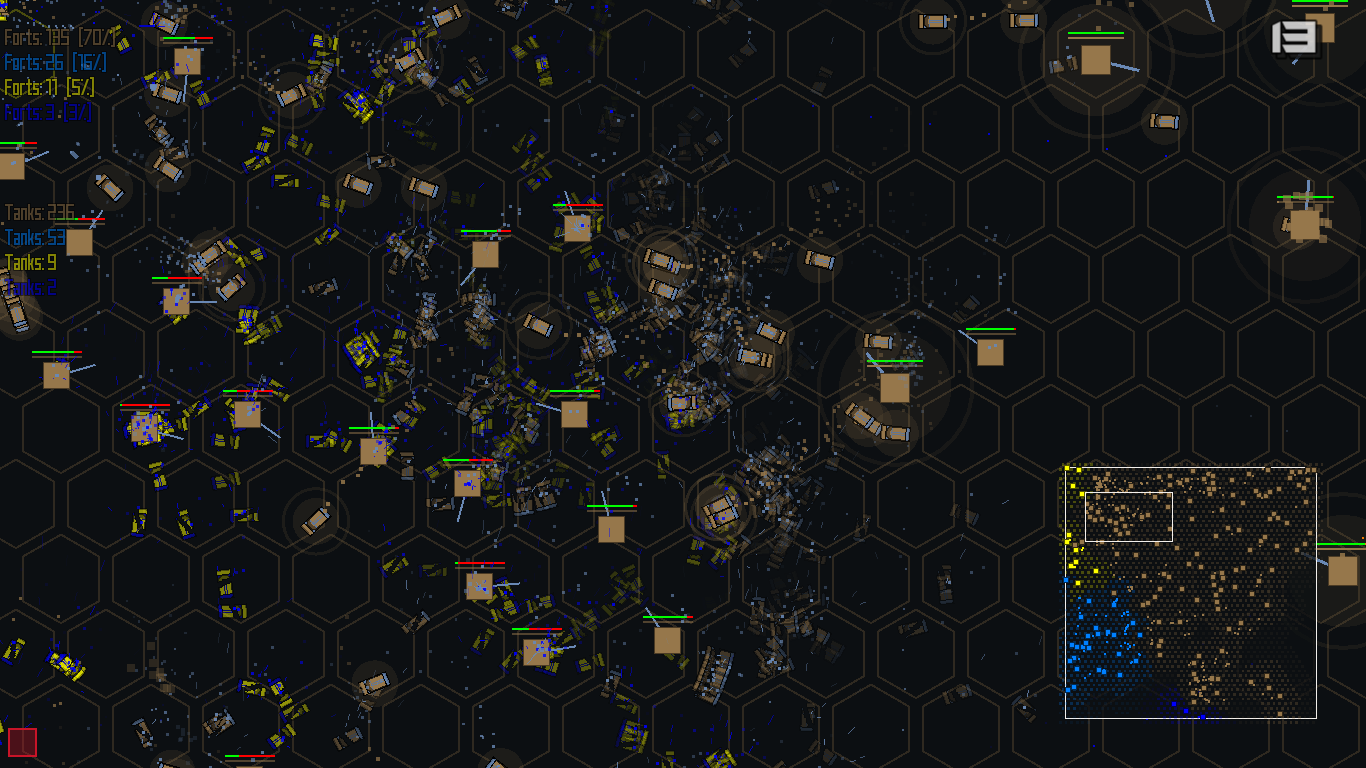 Forts: 185 [70%]
Forts: 26 [16%]
Forts: 11 [5%]
Forts: 3 [3%]
Tanks: 236
Tanks: 53
Tanks: 9
Tanks: 2